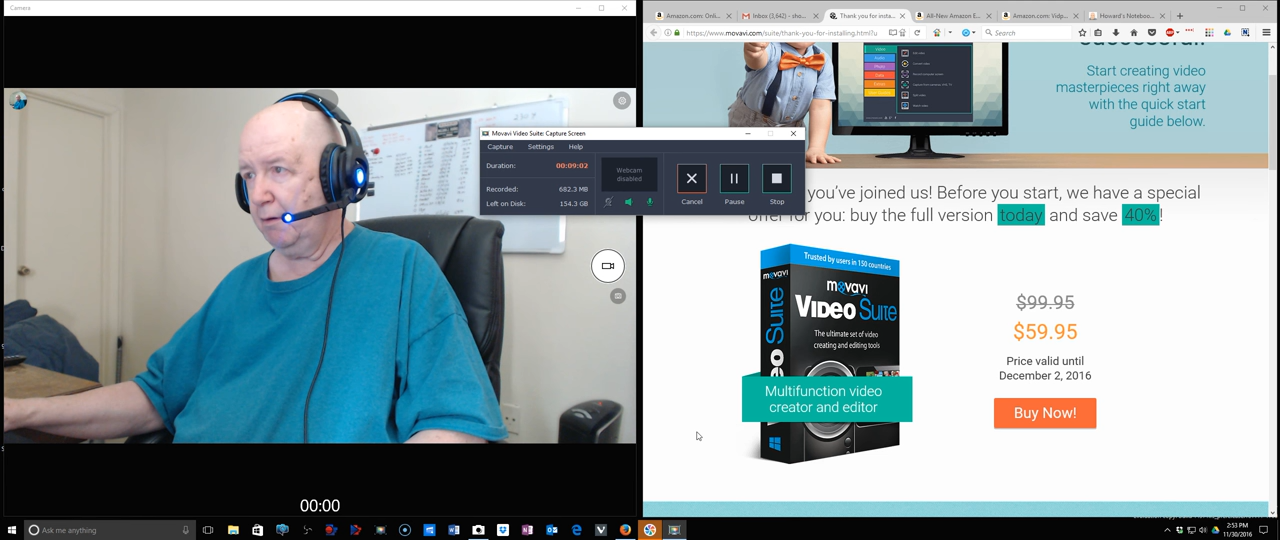 Camera
00:00
Amazon.com: Onli...
Inbox (3,642) - sho...
Thank you for insta...
All-New Amazon E...
Amazon.com: Vidp...
Howard's Notebook...
https://www.movavi.com/suite/thank-you-for-installing.html?u
Search
Start creating video
masterpieces right away
with the quick start
guide below.
Movavi Video Suite: Capture Screen
Capture
Settings
Help
Duration:
00:09:02
Recorded:
682.3 MB
Left on Disk:
154.3 GB
Webcam
disabled
Cancel
Pause
Stop
you've joined us! Before you start, we have a special
offer for you: buy the full version today and save 40%!
Trusted by users in 150 countries
movavi
movavi
Video Suite
The ultimate set of video
creating and editing tools
Multifunction video
creator and editor
$99.95
$59.95
Price valid until
December 2, 2016
Buy Now!
Ask me anything
2:53 PM
11/30/2016